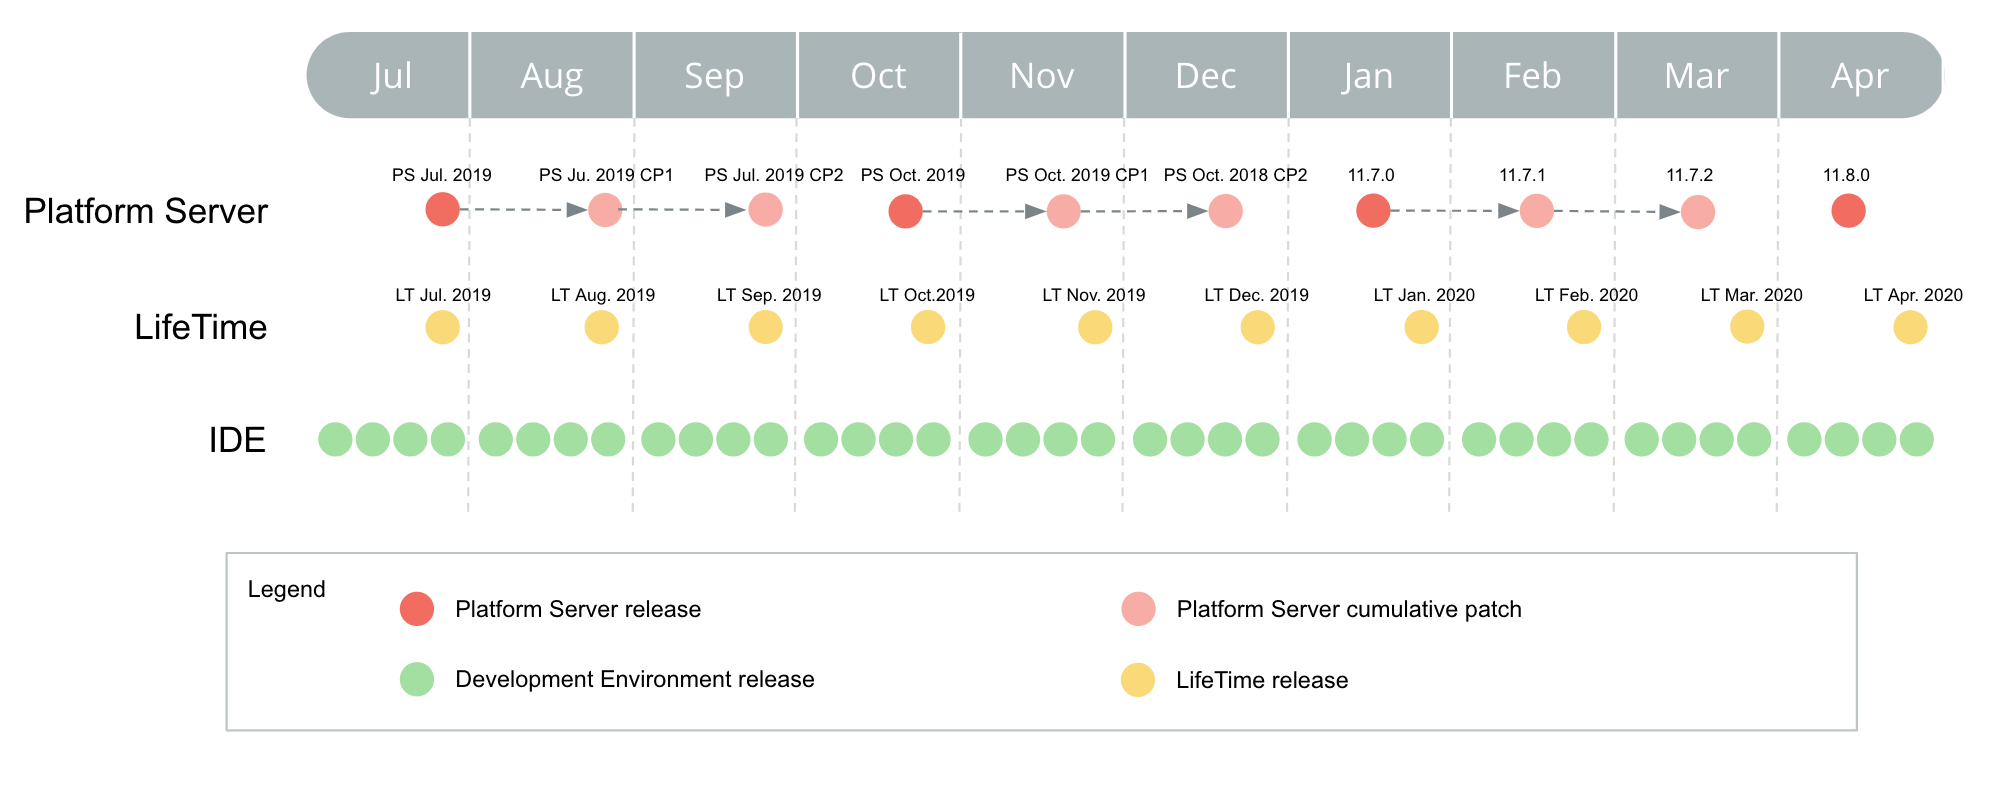 Jul Aug Sep Oct Nov Dec Jan Feb Mar Apr
PS Jul. 2019 PS Ju. 2019 CP1 PS Jul. 2019 CP2 PS Oct. 2019 PS Oct. 2019 CP1 PS Oct. 2018 CP2 11.7.0 11.7.1 11.7.2 11.8.0
Platform Server
LT Jul. 2019 LT Aug. 2019 LT Sep. 2019 LT Oct.2019 LT Nov. 2019 LT Dec. 2019 LT Jan. 2020 LT Feb. 2020 LT Mar. 2020 LT Apr. 2020
LifeTime
IDE
Legend
Platform Server release Platform Server cumulative patch
Development Environment release LifeTime release